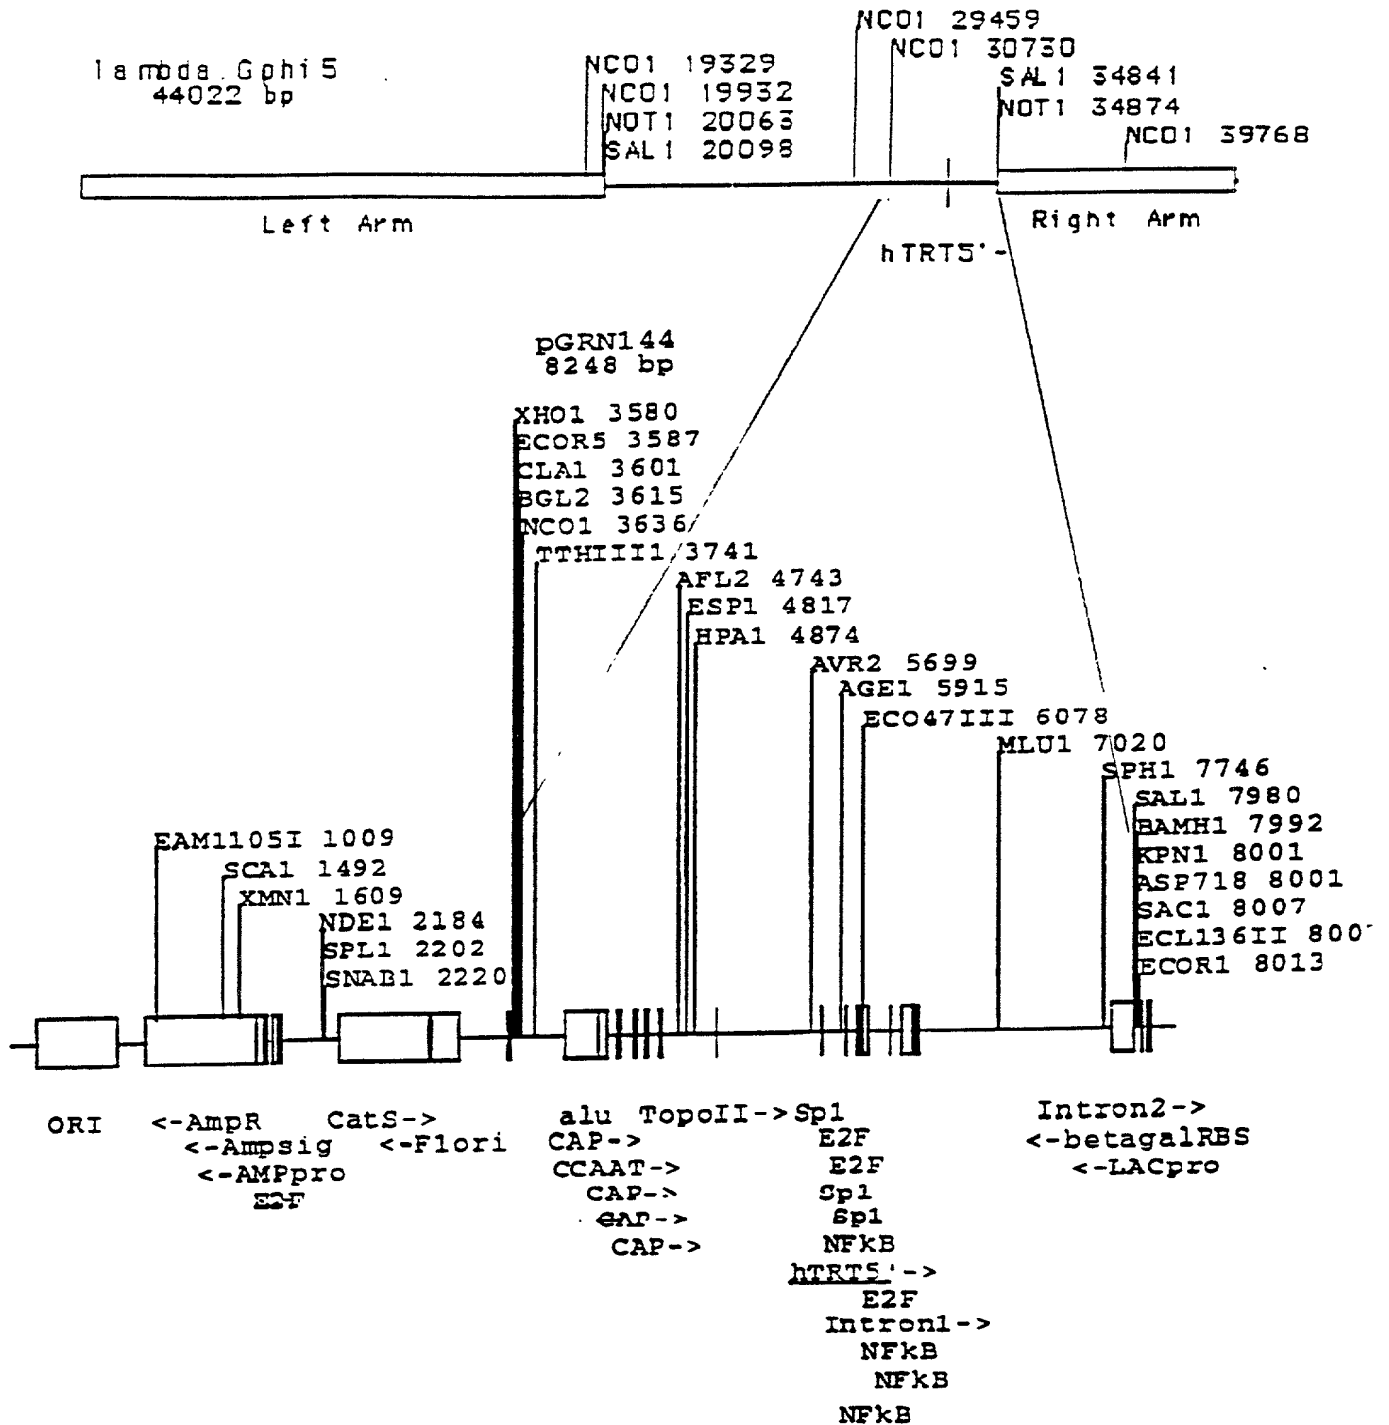 lambda Gphi5
44022 bp
NCO1 19329
NCO1 19932
NOT1 20063
SAL1 20098
NCO1 29459
NCO1 30730
SAL1 34841
NOT1 34874
NCO1 39768
Left Arm
Right Arm
hTRT5'-
pGRN144
8248 bp
XHO1 3580
ECOR5 3587
CLA1 3601
BGL2 3615
NCO1 3636
TTHIII1 3741
AFL2 4743
ESP1 4817
HPA1 4874
AVR2 5699
AGE1 5915
ECO47III 6078
MLU1 7020
SPH1 7746
SAL1 7980
BAMH1 7992
KPN1 8001
ASP718 8001
SAC1 8007
ECL136II
ECOR1 8013
EAM1105I 1009
SCA1 1492
XMN1 1609
NDE1 2184
SPL1 2202
SNAB1 2220
ORI
<-AmpR
<-Ampsig
<-AMPpro
E2F
CatS->
<-F1ori
alu
CAP->
CCAAT->
CAP->
CAP->
CAP->
TopoII->
Sp1
E2F
E2F
Sp1
Sp1
NFkB
hTRT5'->
E2F
Intron1->
NFkB
NFkB
NFkB
Intron2->
<-betagalRBS
<-LACpro